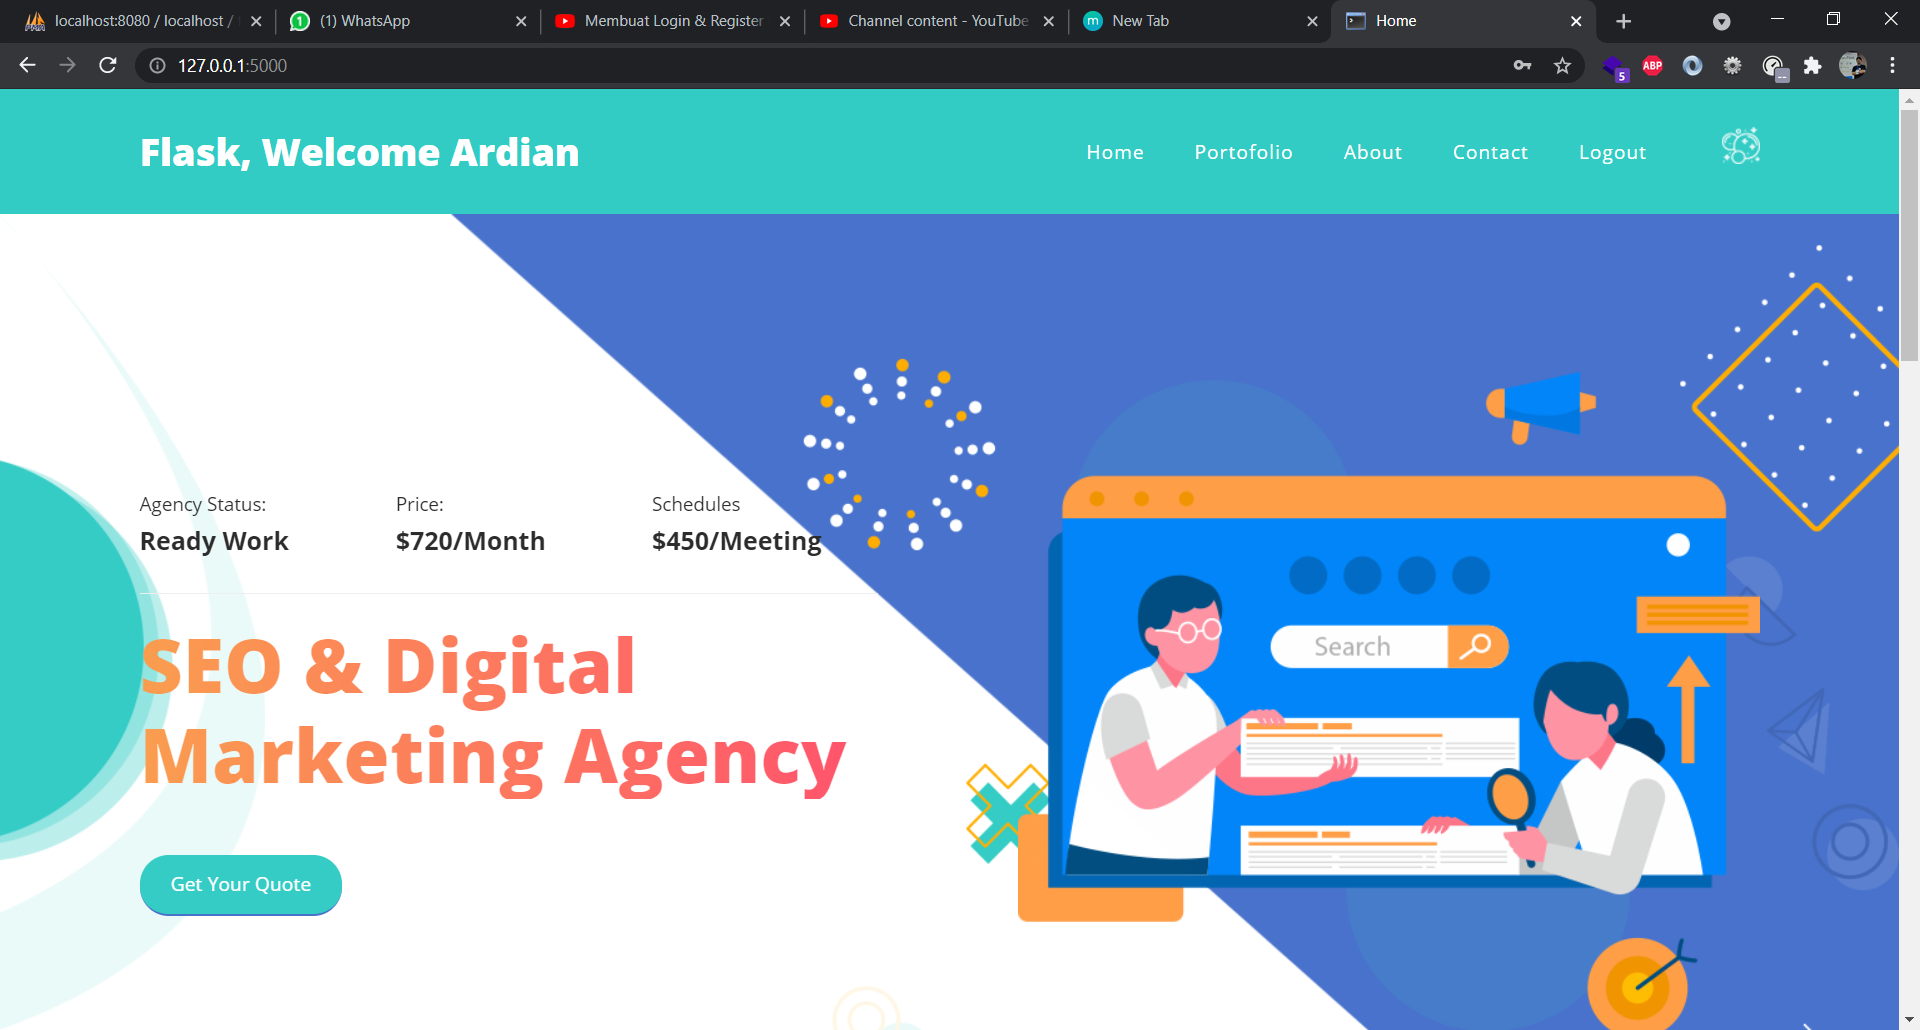 localhost:8080 / localhost /
(1) WhatsApp
Membuat Login & Register
Channel content - YouTube
New Tab
Home
127.0.0.1:5000
5
ABP
Flask, Welcome Ardian
Home
Portofolio
About
Contact
Logout
Agency Status:
Price:
Schedules
Ready Work
$720/Month
$450/Meeting
Search
SEO & Digital
Marketing Agency
Get Your Quote